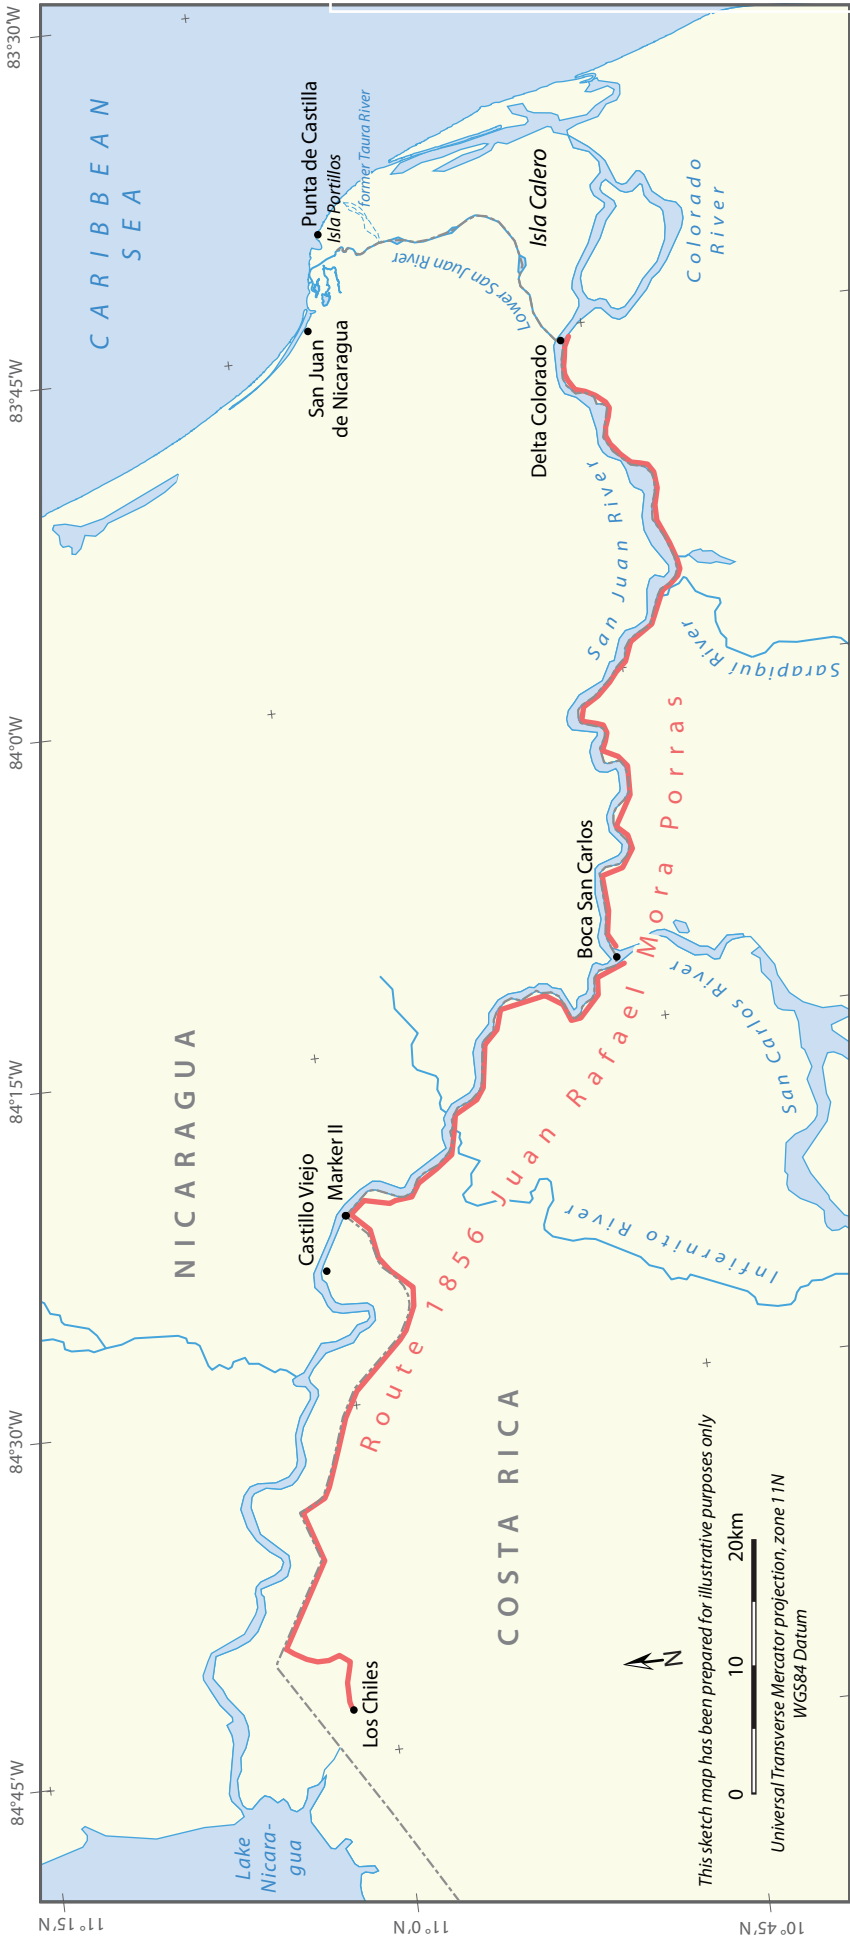 84°45'W
84°30'W
84°15'W
84°0'W
83°45'W
83°30'W
11°15'N
11°0'N
10°45'N
CARIBBEAN
SEA
NICARAGUA
COSTA RICA
Lake
Nicara-
gua
Castillo Viejo
Marker II
Los Chiles
Boca San Carlos
San Juan
de Nicaragua
Punta de Castilla
Isla Portillos
former Taura River
Lower San Juan River
Isla Calero
Delta Colorado
Colorado
River
San Juan River
Sarapiquí River
San Carlos River
Infiernito River
Route 1856 Juan Rafael Mora Porras
N
This sketch map has been prepared for illustrative purposes only
0 10 20km
Universal Transverse Mercator projection, zone 11N
WGS84 Datum